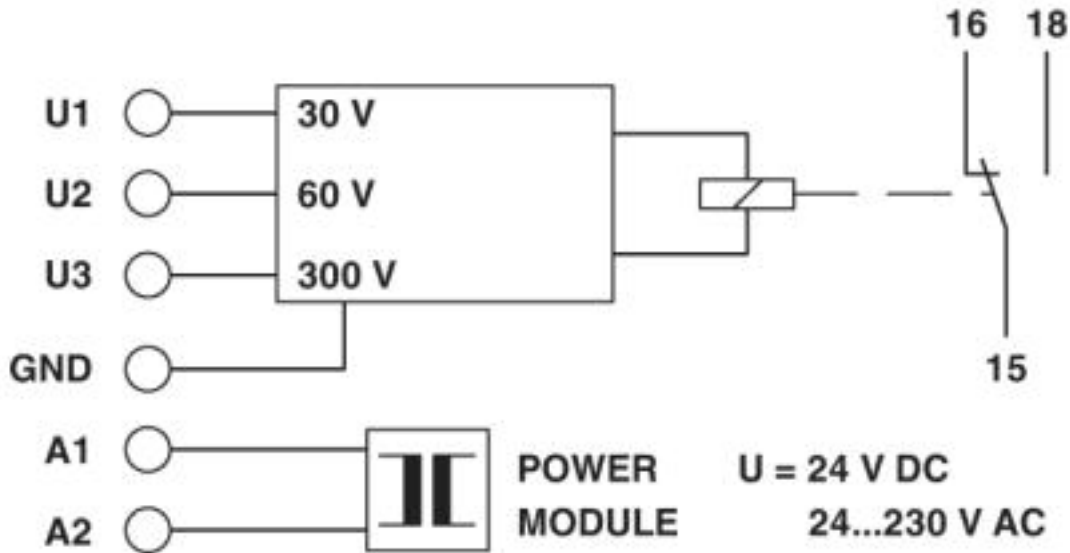 16 18
U1 30 V
U2 60 V
U3 300 V
GND
15
A1
POWER U = 24 V DC
A2 MODULE 24...230 V AC